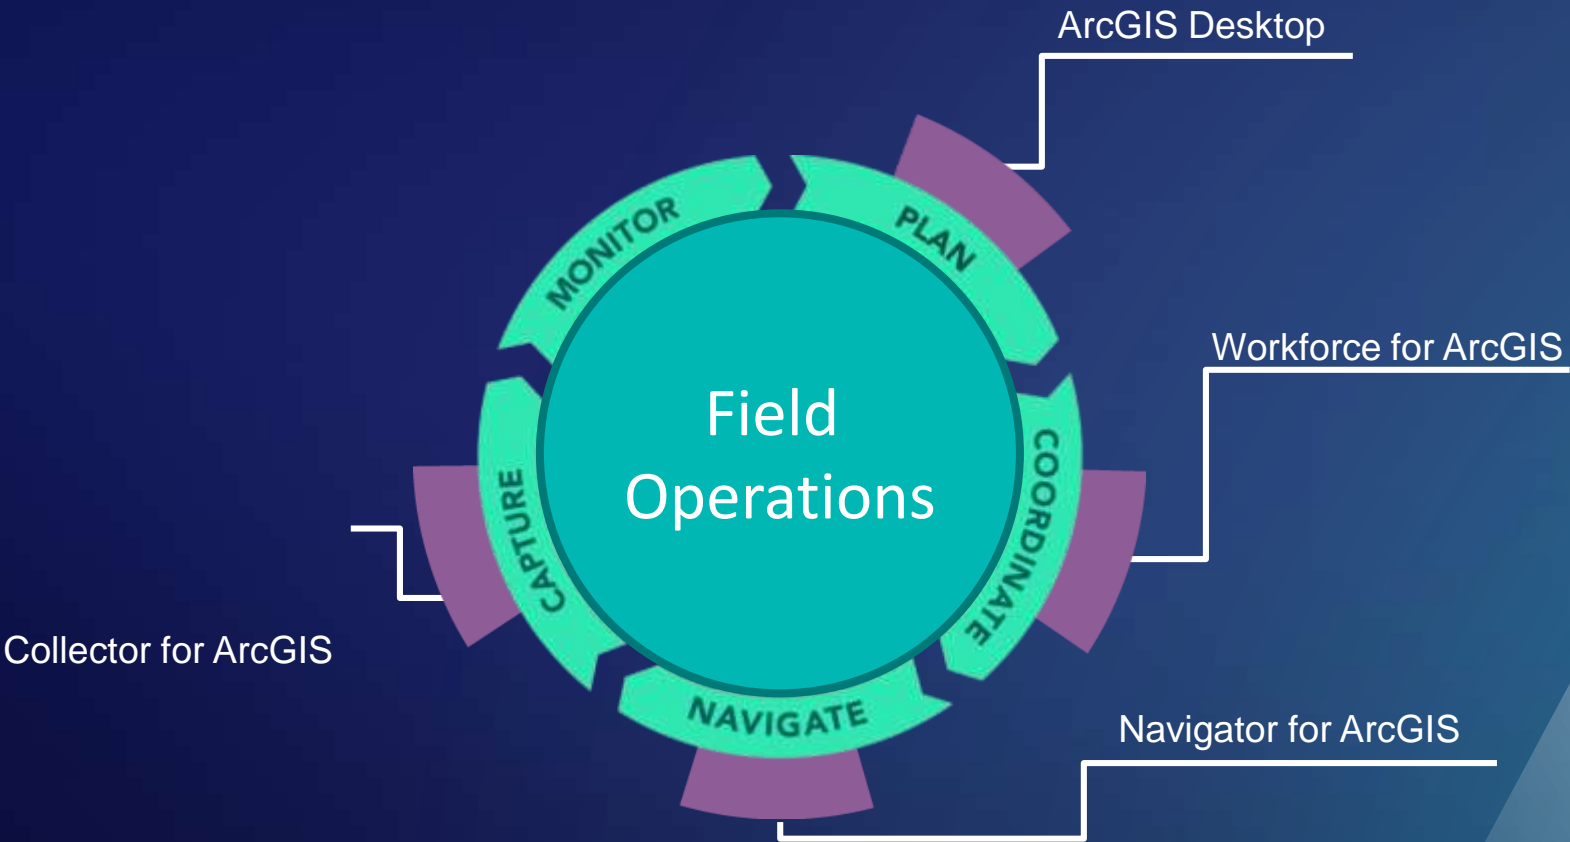 ArcGIS Desktop
MONITOR
PLAN
Workforce for ArcGIS
Field
Operations
COORDINATE
CAPTURE
Collector for ArcGIS
NAVIGATE
Navigator for ArcGIS